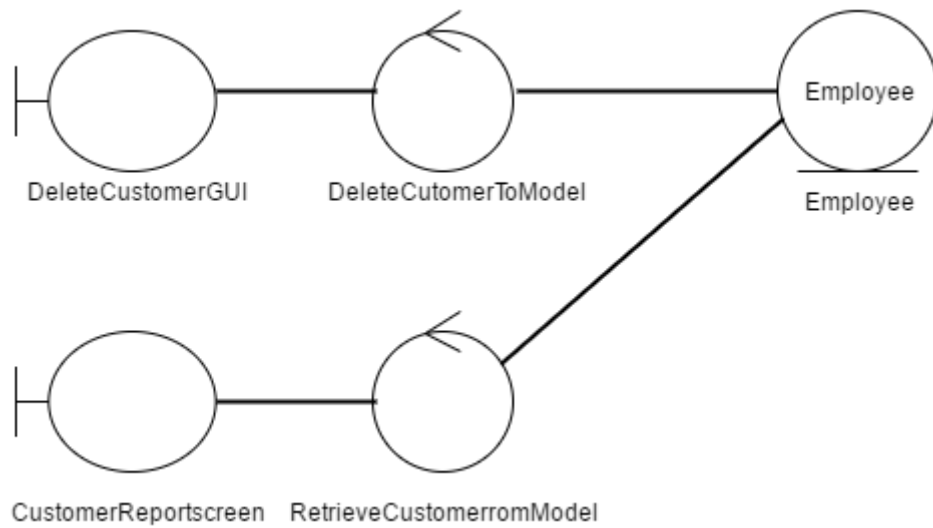 Employee
DeleteCustomerGUI
DeleteCutomerToModel
Employee
CustomerReportscreen
RetrieveCustomerromModel